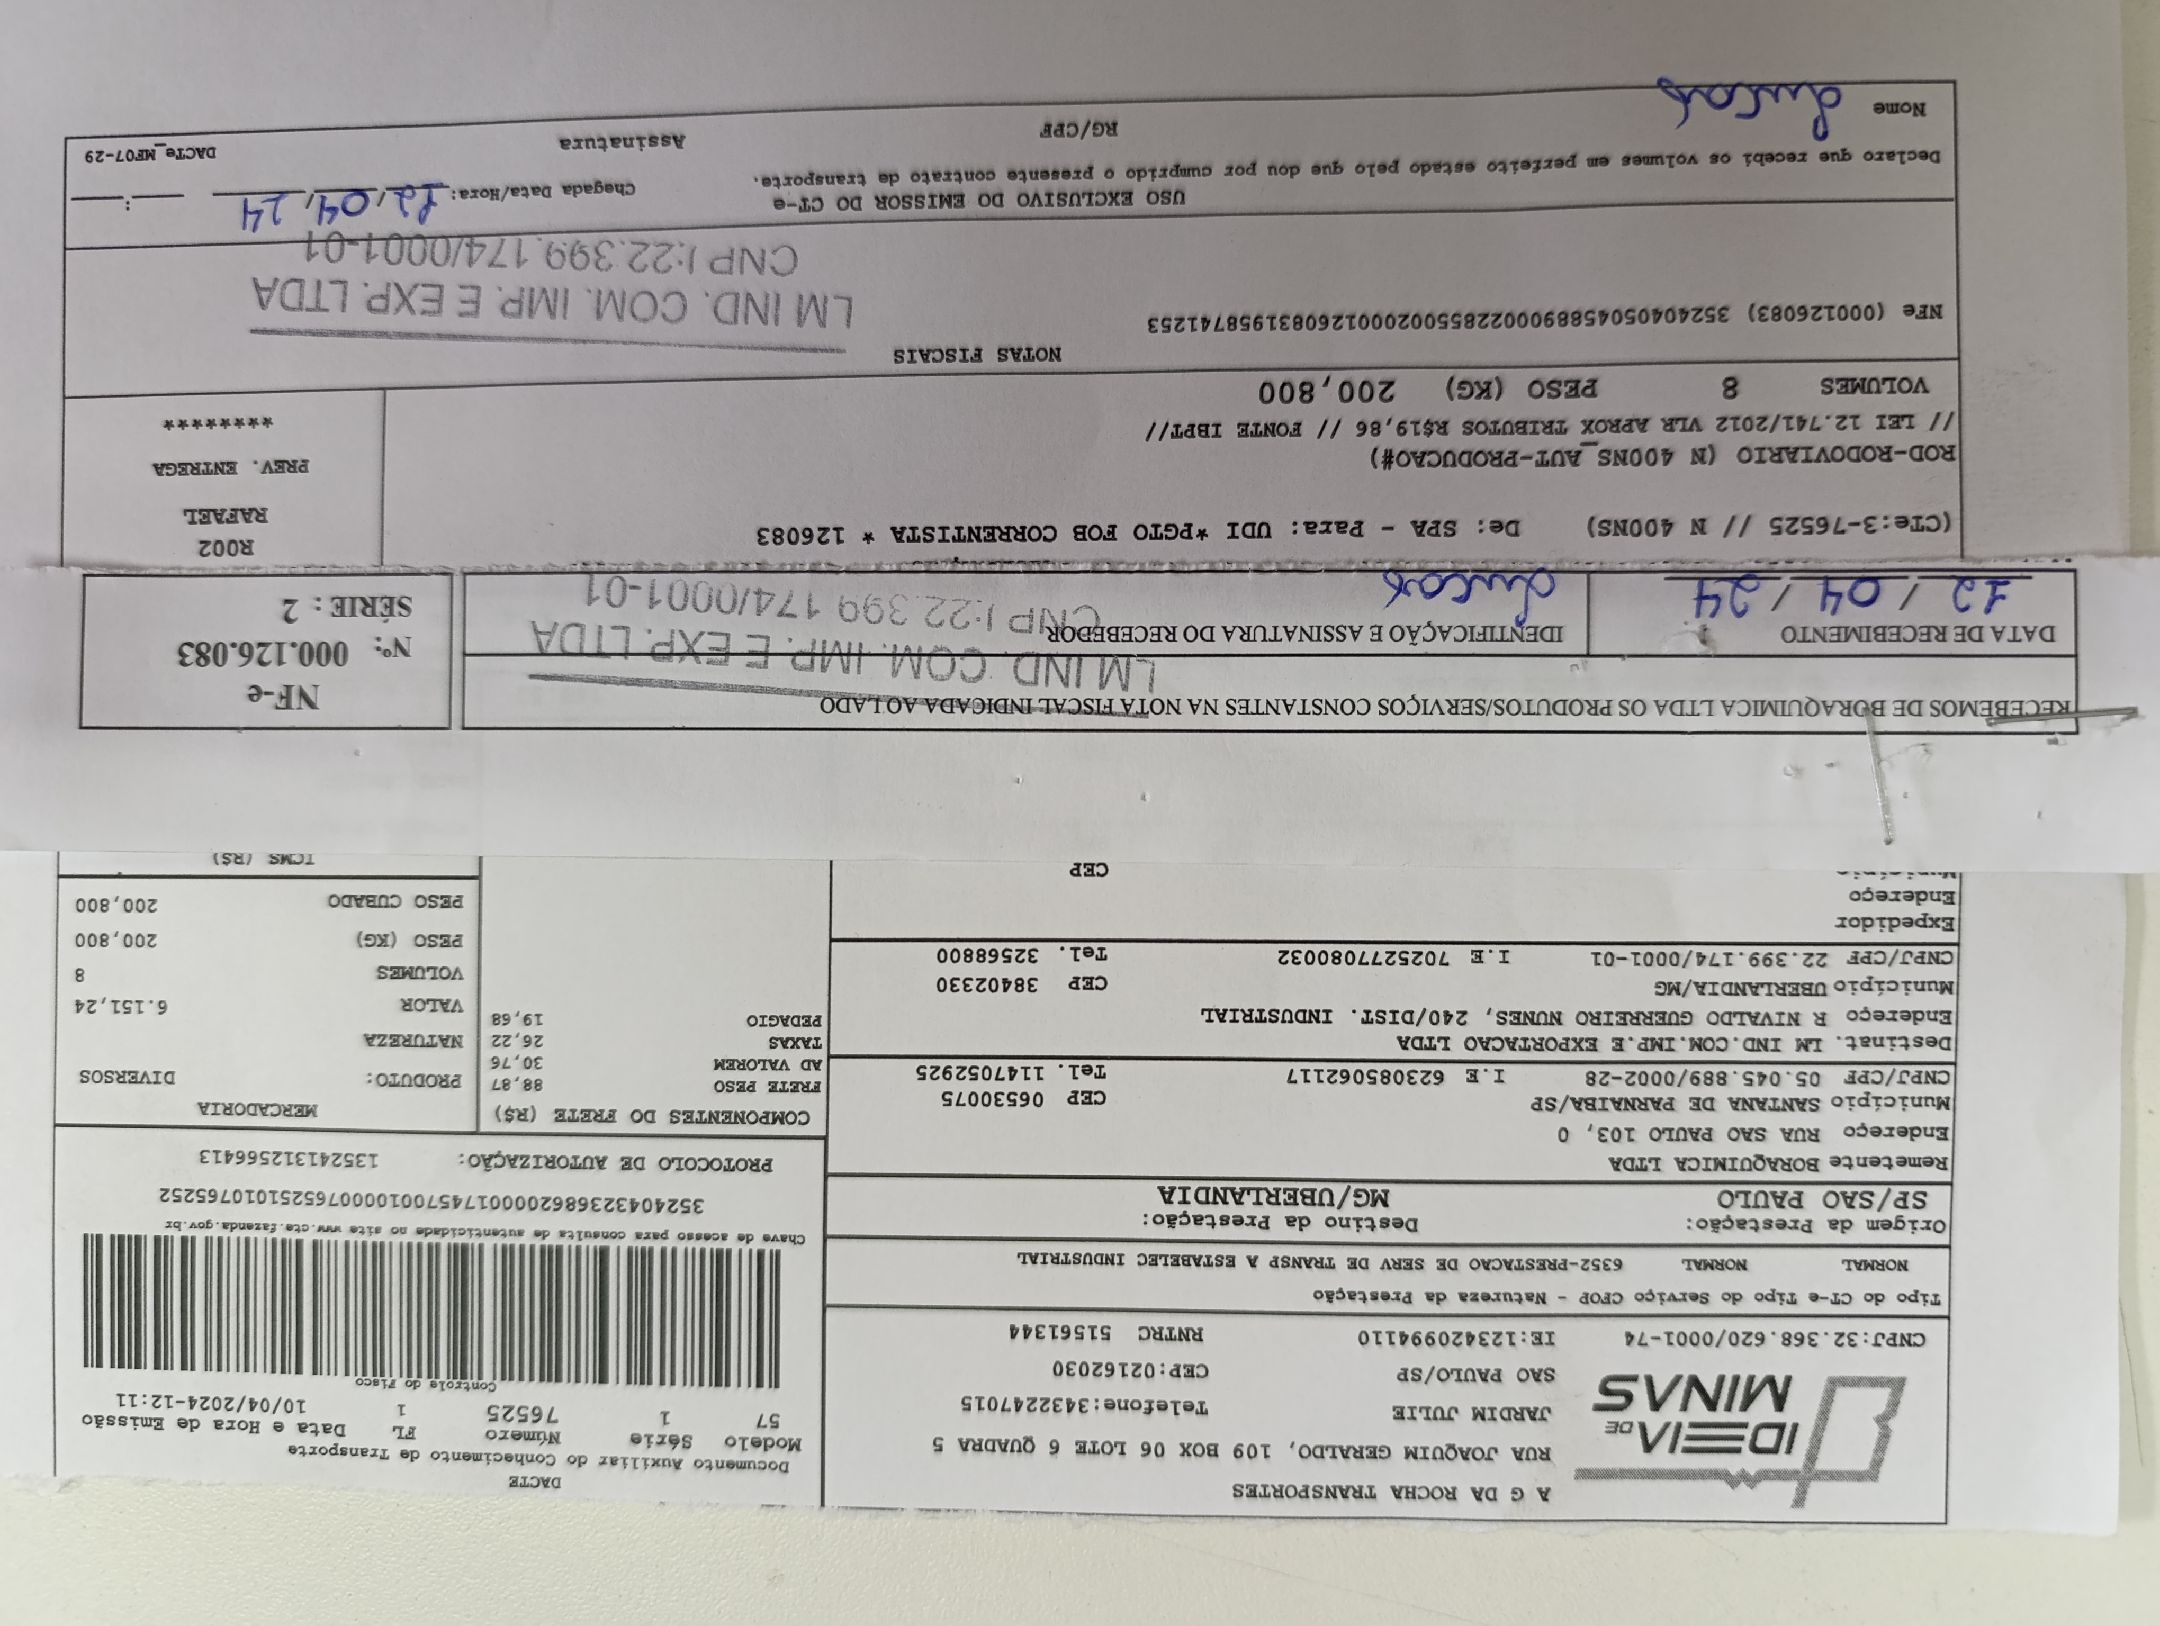 A G DA ROCHA TRANSPORTES
IDEIA DE MINAS
RUA JOAQUIM GERALDO, 109 BOX 06 LOTE 6 QUADRA 5
JARDIM JULIE Telefone:3432247015
SAO PAULO/SP CEP:02162030
CNPJ:32.368.620/0001-74 IE:123420994110 RNTRC 51561344
DACTE
Documento Auxiliar do Conhecimento de Transporte
Modelo Série Número FL Data e Hora de Emissão
57 1 76525 1 10/04/2024-12:11
Controle do Fisco
Chave de acesso para consulta de autenticidade no site www.cte.fazenda.gov.br
35240432368620000174570010000765251010765252
PROTOCOLO DE AUTORIZAÇÃO: 135241312566413
Tipo do CT-e Tipo do Serviço CFOP - Natureza da Prestação
NORMAL NORMAL 6352-PRESTACAO DE SERV DE TRANSP A ESTABELEC INDUSTRIAL
Origem da Prestação: Destino da Prestação:
SP/SAO PAULO MG/UBERLANDIA
Remetente BORAQUIMICA LTDA
Endereço RUA SAO PAULO 103, 0
Município SANTANA DE PARNAIBA/SP CEP 06530075
CNPJ/CPF 05.045.889/0002-28 I.E 623085062117 Tel. 1147052925
Destinat. LM IND.COM.IMP.E EXPORTACAO LTDA
Endereço R NIVALDO GUERREIRO NUNES, 240/DIST. INDUSTRIAL
Município UBERLANDIA/MG CEP 38402330
CNPJ/CPF 22.399.174/0001-01 I.E 7025277080032 Tel. 32568800
Expedidor
Endereço
Município CEP
COMPONENTES DO FRETE (R$)
FRETE PESO 88,87
AD VALOREM 30,76
TAXAS 26,22
PEDAGIO 19,68
MERCADORIA
PRODUTO: DIVERSOS
NATUREZA
VALOR 6.151,24
VOLUMES 8
PESO (KG) 200,800
PESO CUBADO 200,800
ICMS (R$)
RECEBEMOS DE BORAQUIMICA LTDA OS PRODUTOS/SERVIÇOS CONSTANTES NA NOTA FISCAL INDICADA AO LADO
LM IND. COM. IMP. E EXP. LTDA
CNPJ:22.399.174/0001-01
DATA DE RECEBIMENTO IDENTIFICAÇÃO E ASSINATURA DO RECEBEDOR
12/04/24 Lucas
NF-e
Nº: 000.126.083
SÉRIE : 2
(CTe:3-76525 // N 400NS) De: SPA - Para: UDI *PGTO FOB CORRENTISTA * 126083
ROD-RODOVIARIO (N 400NS_AUT-PRODUCAO#)
// LEI 12.741/2012 VLR APROX TRIBUTOS R$19,86 // FONTE IBPT//
VOLUMES 8 PESO (KG) 200,800
R002
RAFAEL
PREV. ENTREGA
*********
NOTAS FISCAIS
NFe (000126083) 35240405045889000228550020001260831958741253
LM IND. COM. IMP. E EXP. LTDA
CNPJ:22.399.174/0001-01
USO EXCLUSIVO DO EMISSOR DO CT-e
Chegada Data/Hora: 12/04/24 __:__
Declaro que recebi os volumes em perfeito estado pelo que dou por cumprido o presente contrato de transporte.
Nome Lucas RG/CPF Assinatura DACTe_MF07-29